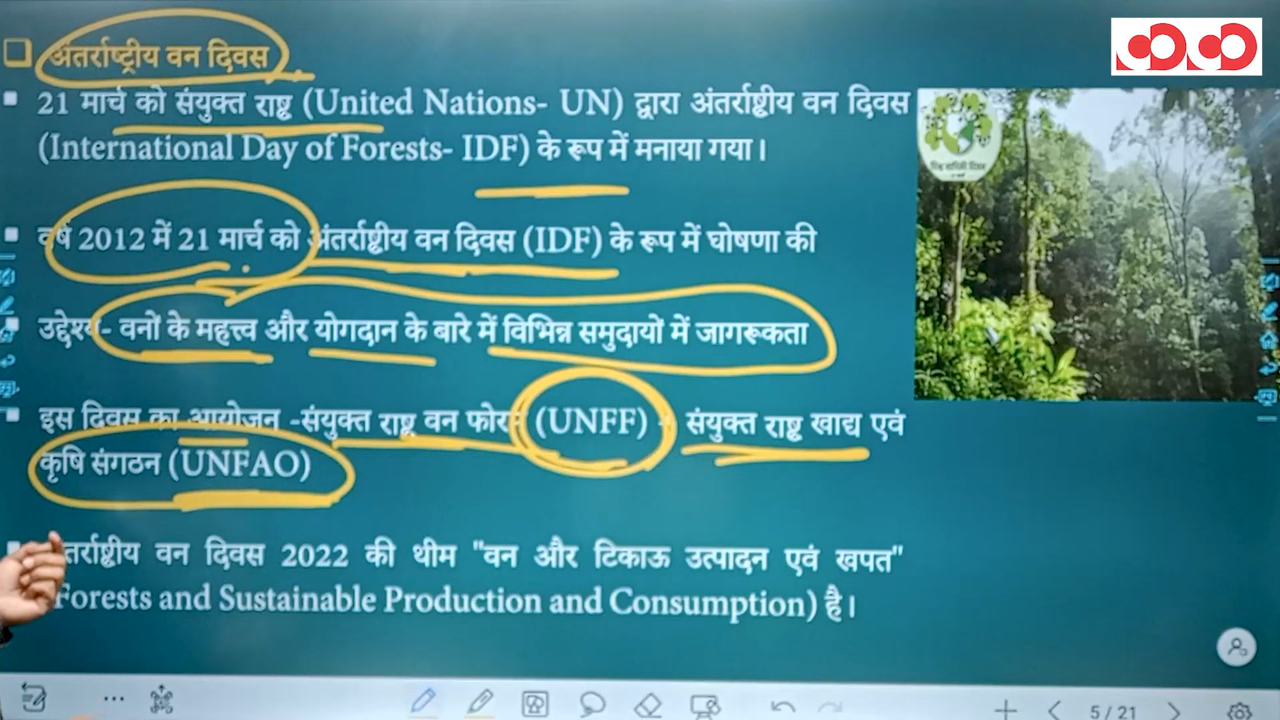 अंतर्राष्ट्रीय वन दिवस
21 मार्च को संयुक्त राष्ट्र (United Nations- UN) द्वारा अंतर्राष्ट्रीय वन दिवस
(International Day of Forests- IDF) के रूप में मनाया गया।
वर्ष 2012 में 21 मार्च को अंतर्राष्ट्रीय वन दिवस (IDF) के रूप में घोषणा की
उद्देश्य- वनों के महत्त्व और योगदान के बारे में विभिन्न समुदायों में जागरूकता
इस दिवस का आयोजन -संयुक्त राष्ट्र वन फोरम (UNFF) + संयुक्त राष्ट्र खाद्य एवं
कृषि संगठन (UNFAO)
अंतर्राष्ट्रीय वन दिवस 2022 की थीम "वन और टिकाऊ उत्पादन एवं खपत"
(Forests and Sustainable Production and Consumption) है।
विश्व वानिकी दिवस
5 / 21